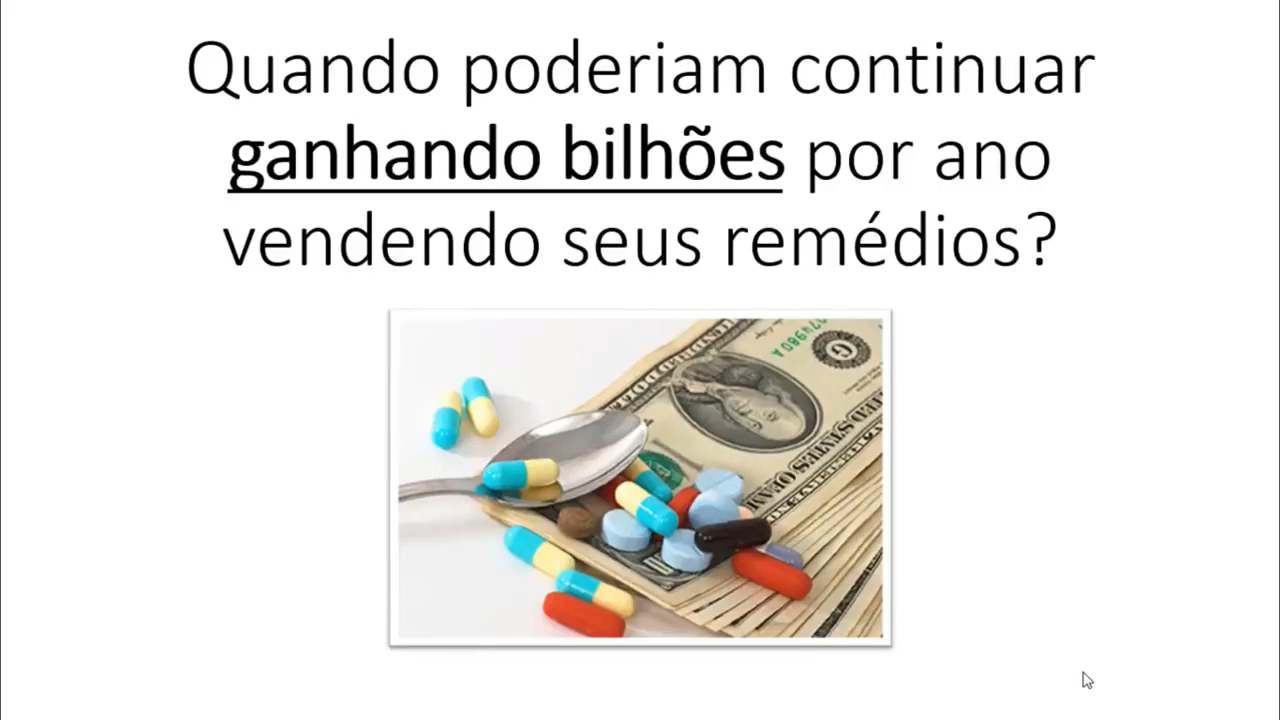 Quando poderiam continuar
ganhando bilhões por ano
vendendo seus remédios?